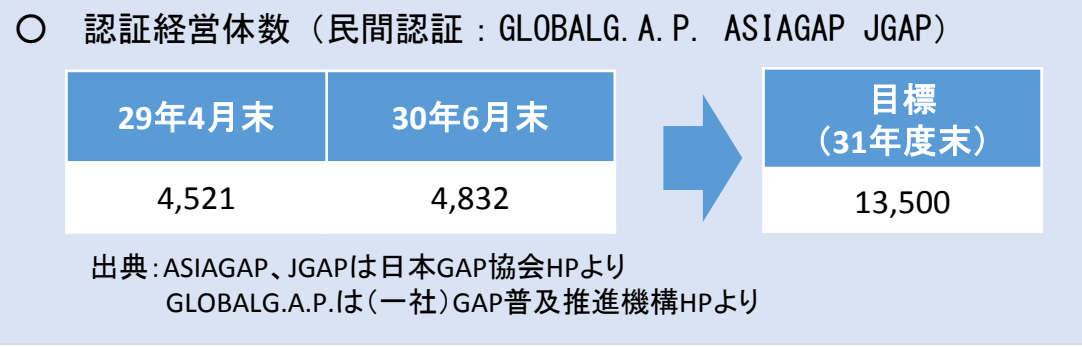 ○ 認証経営体数（民間認証：GLOBALG.A.P. ASIAGAP JGAP）
29年4月末 30年6月末
目標
（31年度末）
4,521 4,832
13,500
出典：ASIAGAP、JGAPは日本GAP協会HPより
GLOBALG.A.P.は（一社）GAP普及推進機構HPより